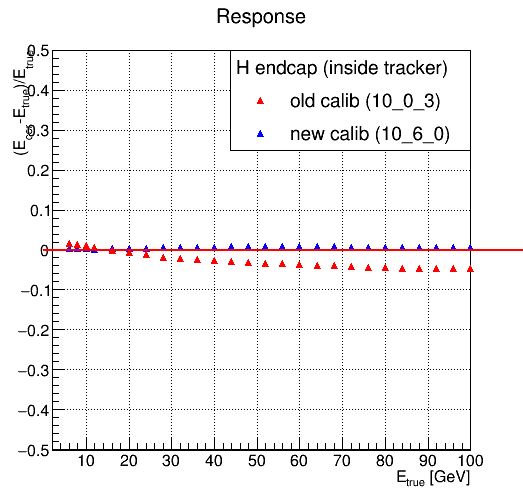 Response
(E_cor-E_true)/E_true
H endcap (inside tracker)
old calib (10_0_3)
new calib (10_6_0)
0.5
0.4
0.3
0.2
0.1
0
−0.1
−0.2
−0.3
−0.4
−0.5
10 20 30 40 50 60 70 80 90 100
E_true [GeV]